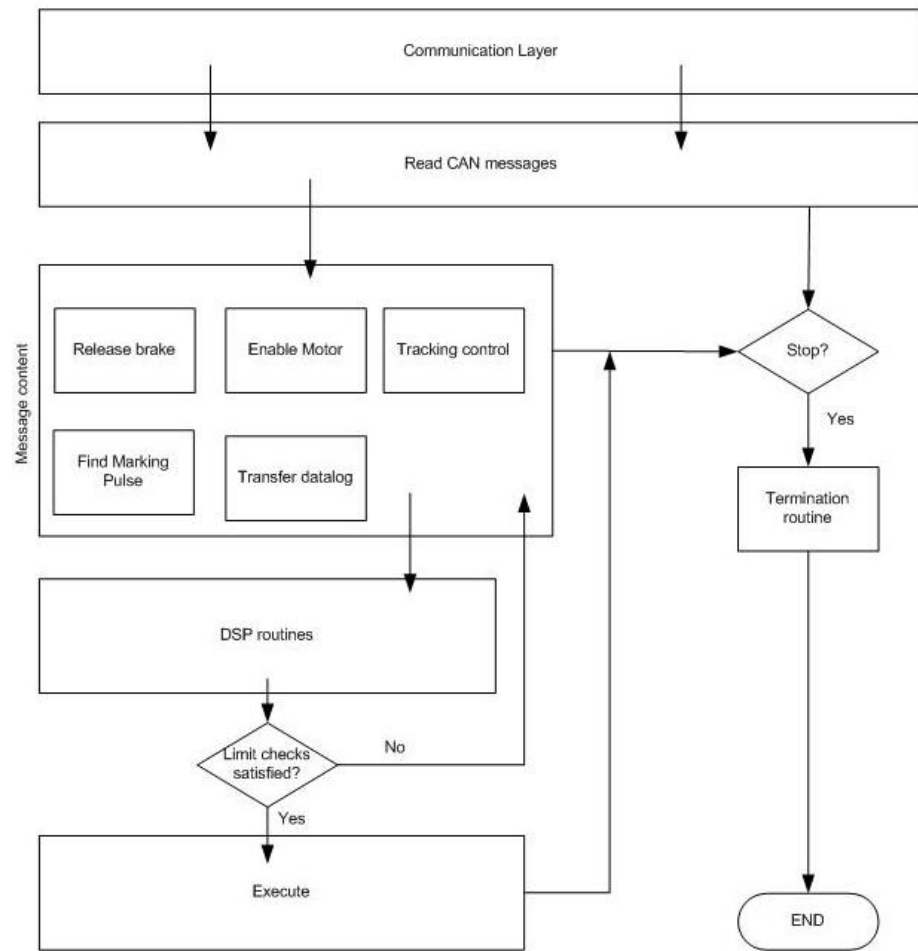 Communication Layer
Read CAN messages
Message content
Release brake
Enable Motor
Tracking control
Stop?
Yes
Find Marking
Pulse
Transfer datalog
Termination
routine
DSP routines
Limit checks
satisfied?
No
Yes
Execute
END